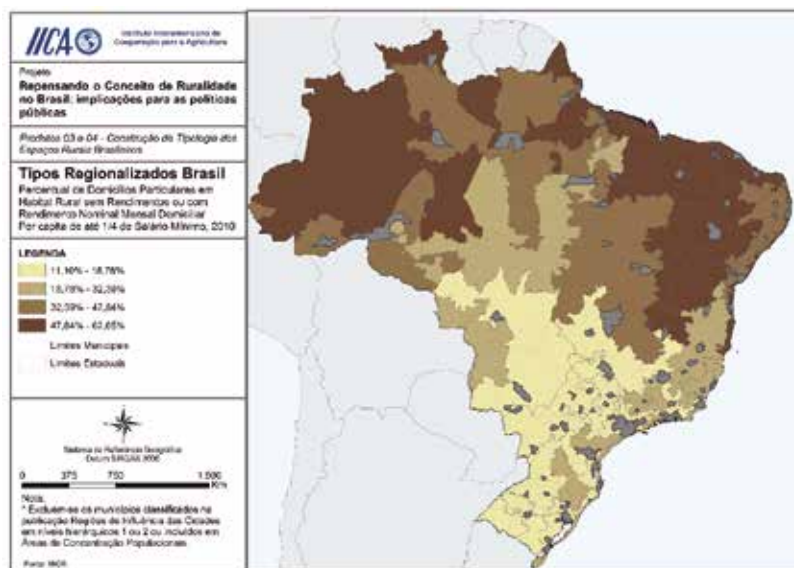 IICA
Instituto Interamericano de
Cooperação para a Agricultura
Projeto:
Repensando o Conceito de Ruralidade
no Brasil: implicações para as políticas
públicas
Produtos 03 e 04 - Construção da Tipologia dos
Espaços Rurais Brasileiros
Tipos Regionalizados Brasil
Percentual de Domicílios Particulares em
Habitat Rural sem Rendimentos ou com
Rendimento Nominal Mensal Domiciliar
Per capita de até 1/4 de Salário Mínimo, 2010
LEGENDA
Limites Municipais
Limites Estaduais
Sistema de Referência Geográfico
0 375 750 1.500
Km
Nota:
* Excluem-se os municípios classificados na
publicação Regiões de Influência das Cidades
em níveis hierárquicos 1 ou 2 ou incluídos em
Áreas de Concentração Populacionais